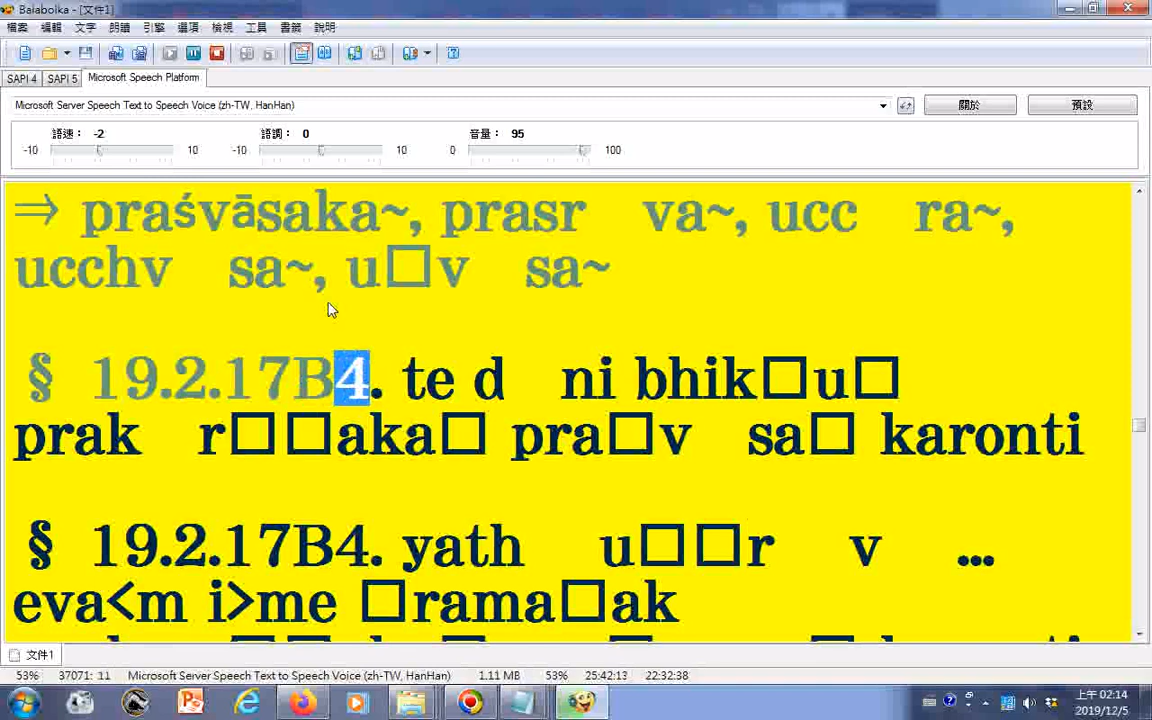 Balabolka - [文件1]
檔案 編輯 文字 朗讀 引擎 選項 檢視 工具 書籤 說明
SAPI 4 SAPI 5 Microsoft Speech Platform
Microsoft Server Speech Text to Speech Voice (zh-TW, HanHan) 關於 預設
語速： -2 語調： 0 音量： 95
-10 10 -10 10 0 100
⇒ praśvāsaka~, prasr va~, ucc ra~,
ucchv sa~, u□v sa~
§ 19.2.17B4. te d ni bhik□u□
prak r□□aka□ pra□v sa□ karonti
§ 19.2.17B4. yath u□□r v ...
eva<m i>me □rama□ak
文件1
53% 37071: 11 Microsoft Server Speech Text to Speech Voice (zh-TW, HanHan) 1.11 MB 53% 25:42:13 22:32:38
上午 02:14
2019/12/5